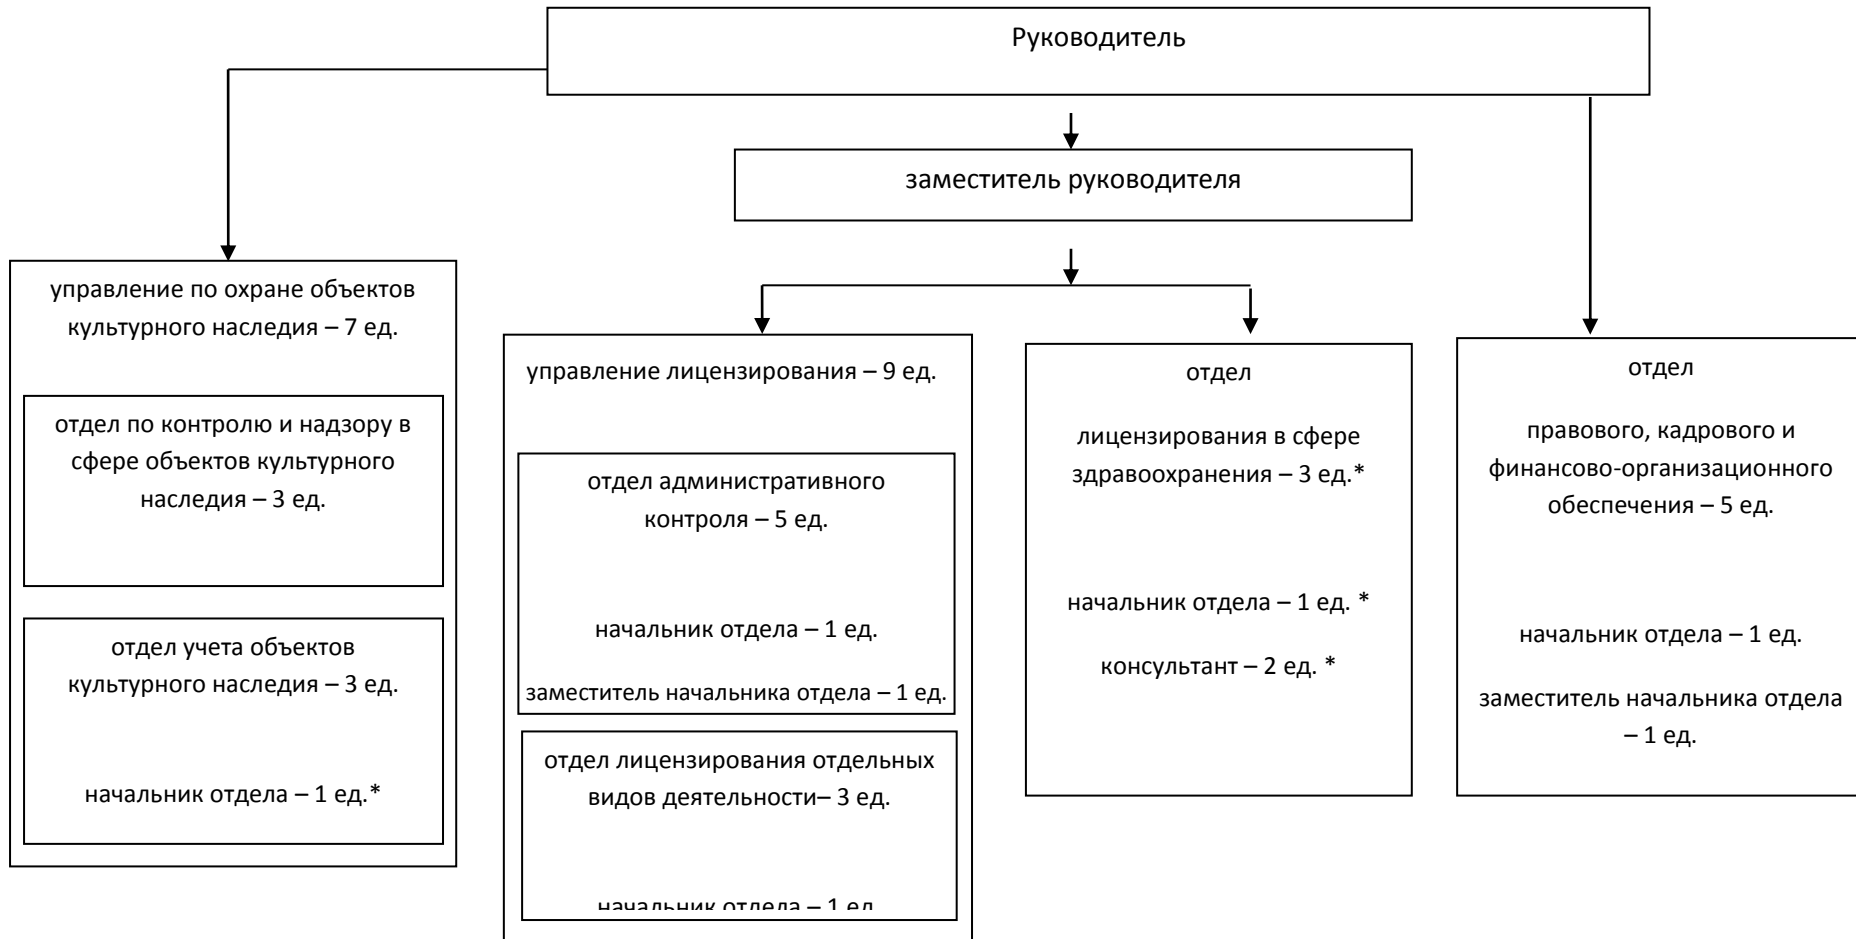 Руководитель
заместитель руководителя
управление по охране объектов
культурного наследия – 7 ед.
отдел по контролю и надзору в
сфере объектов культурного
наследия – 3 ед.
отдел учета объектов
культурного наследия – 3 ед.
начальник отдела – 1 ед.*
управление лицензирования – 9 ед.
отдел административного
контроля – 5 ед.
начальник отдела – 1 ед.
заместитель начальника отдела – 1 ед.
отдел лицензирования отдельных
видов деятельности– 3 ед.
начальник отдела – 1 ед
отдел
лицензирования в сфере
здравоохранения – 3 ед.*
начальник отдела – 1 ед. *
консультант – 2 ед. *
отдел
правового, кадрового и
финансово-организационного
обеспечения – 5 ед.
начальник отдела – 1 ед.
заместитель начальника отдела
– 1 ед.